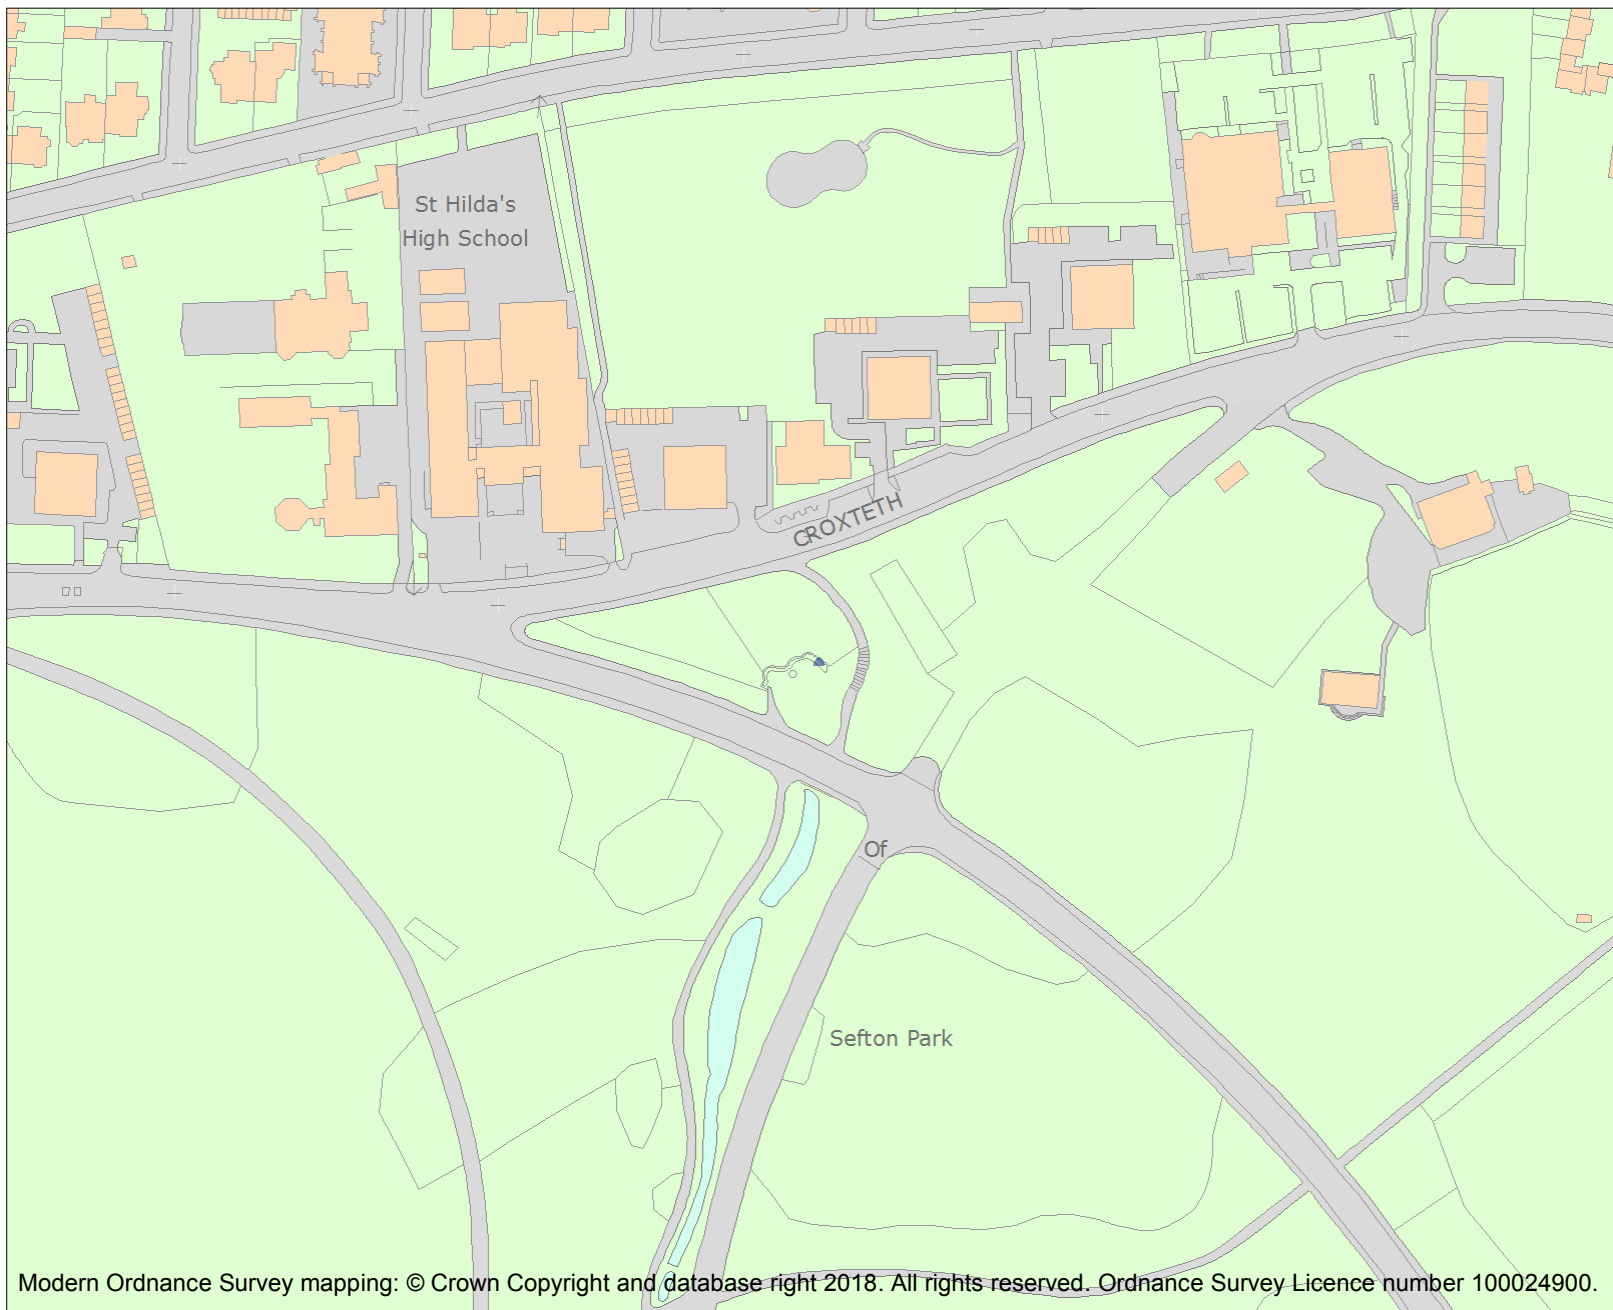 St Hilda's
High School
CROXTETH
Of
Sefton Park
Modern Ordnance Survey mapping: © Crown Copyright and database right 2018. All rights reserved. Ordnance Survey Licence number 100024900.